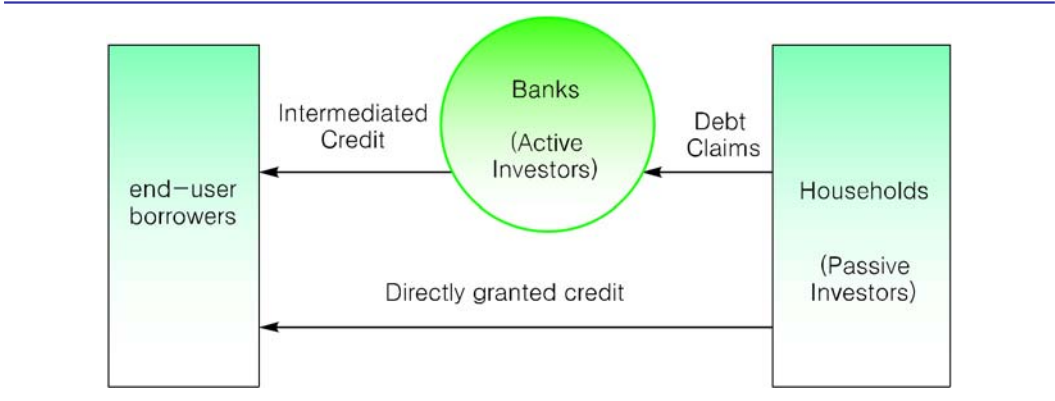 end-user
borrowers
Intermediated
Credit
Banks
(Active
Investors)
Debt
Claims
Households
(Passive
Investors)
Directly granted credit